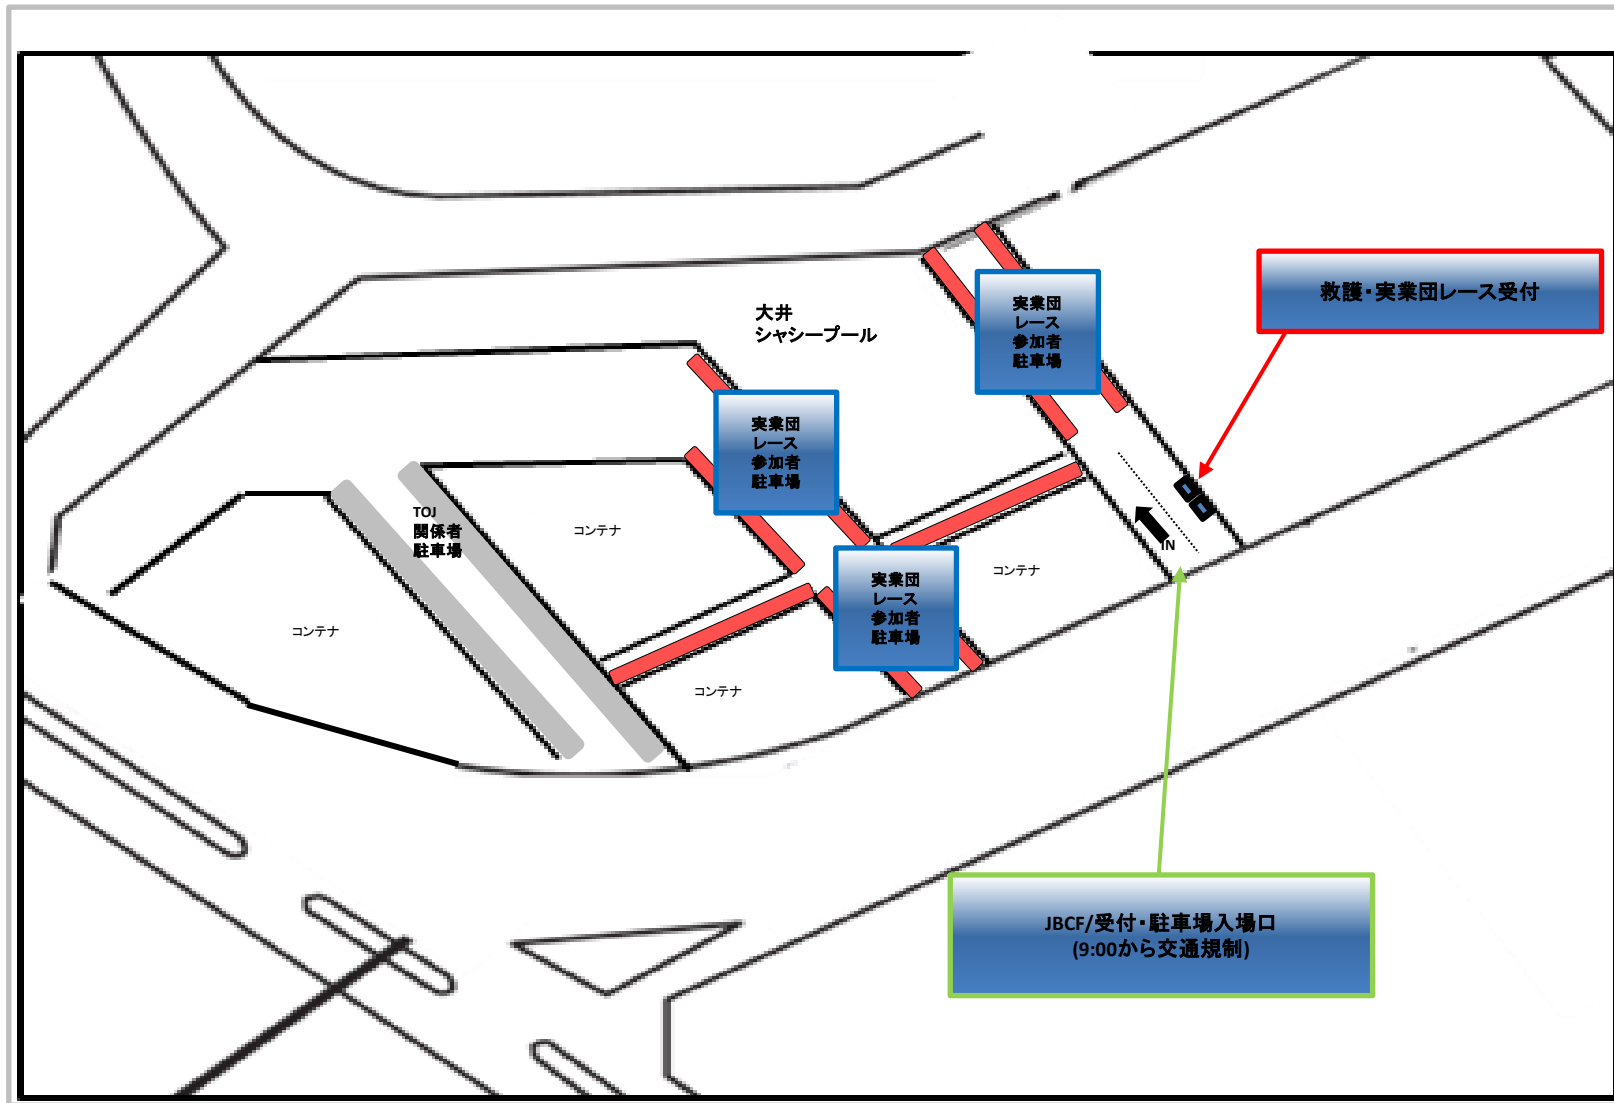 大井
シャシープール
実業団
レース
参加者
駐車場
救護・実業団レース受付
実業団
レース
参加者
駐車場
TOJ
関係者
駐車場
コンテナ
IN
実業団
レース
参加者
駐車場
コンテナ
コンテナ
コンテナ
JBCF/受付・駐車場入場口
(9:00から交通規制)